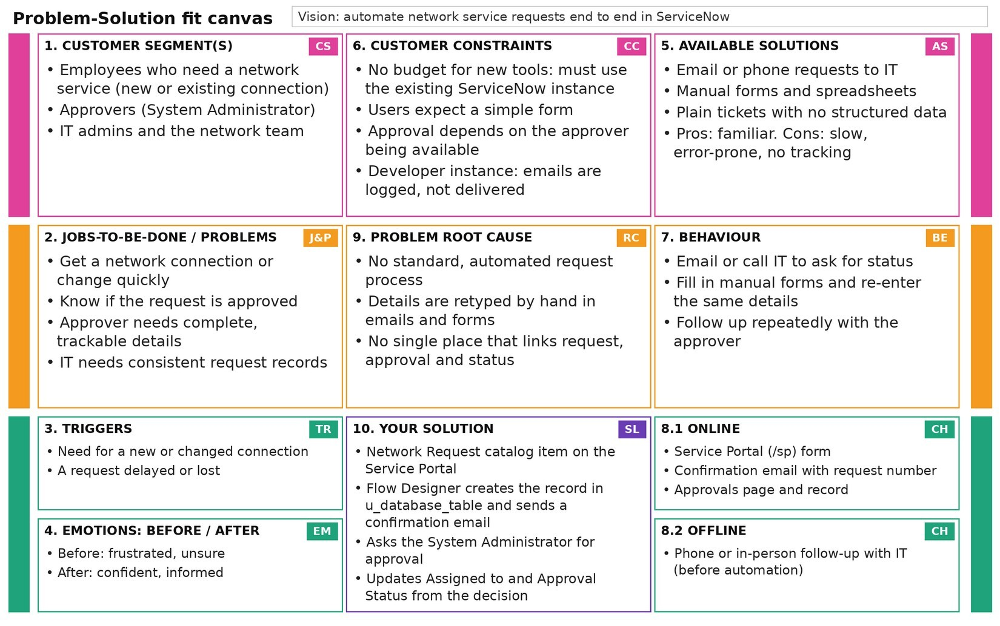 Problem-Solution fit canvas
Vision: automate network service requests end to end in ServiceNow
1. CUSTOMER SEGMENT(S)
CS
• Employees who need a network
service (new or existing connection)
• Approvers (System Administrator)
• IT admins and the network team
6. CUSTOMER CONSTRAINTS
CC
• No budget for new tools: must use
the existing ServiceNow instance
• Users expect a simple form
• Approval depends on the approver
being available
• Developer instance: emails are
logged, not delivered
5. AVAILABLE SOLUTIONS
AS
• Email or phone requests to IT
• Manual forms and spreadsheets
• Plain tickets with no structured data
• Pros: familiar. Cons: slow,
error-prone, no tracking
2. JOBS-TO-BE-DONE / PROBLEMS
J&P
• Get a network connection or
change quickly
• Know if the request is approved
• Approver needs complete,
trackable details
• IT needs consistent request records
9. PROBLEM ROOT CAUSE
RC
• No standard, automated request
process
• Details are retyped by hand in
emails and forms
• No single place that links request,
approval and status
7. BEHAVIOUR
BE
• Email or call IT to ask for status
• Fill in manual forms and re-enter
the same details
• Follow up repeatedly with the
approver
3. TRIGGERS
TR
• Need for a new or changed connection
• A request delayed or lost
4. EMOTIONS: BEFORE / AFTER
EM
• Before: frustrated, unsure
• After: confident, informed
10. YOUR SOLUTION
SL
• Network Request catalog item on the
Service Portal
• Flow Designer creates the record in
u_database_table and sends a
confirmation email
• Asks the System Administrator for
approval
• Updates Assigned to and Approval
Status from the decision
8.1 ONLINE
CH
• Service Portal (/sp) form
• Confirmation email with request number
• Approvals page and record
8.2 OFFLINE
CH
• Phone or in-person follow-up with IT
(before automation)